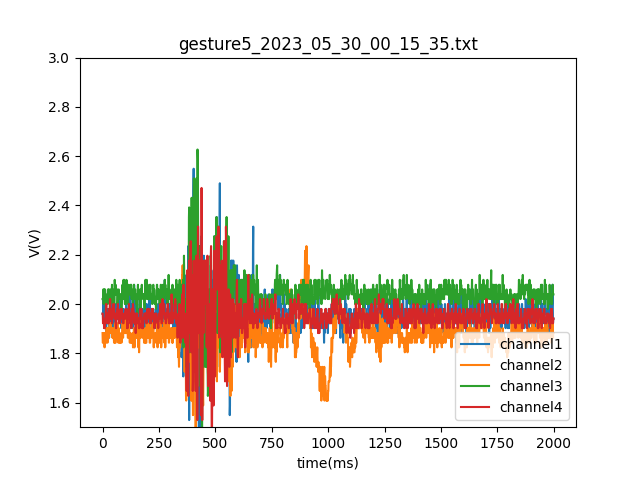 gesture5_2023_05_30_00_15_35.txt
3.0
2.8
2.6
2.4
2.2
2.0
1.8
1.6
V(V)
0 250 500 750 1000 1250 1500 1750 2000
time(ms)
channel1
channel2
channel3
channel4